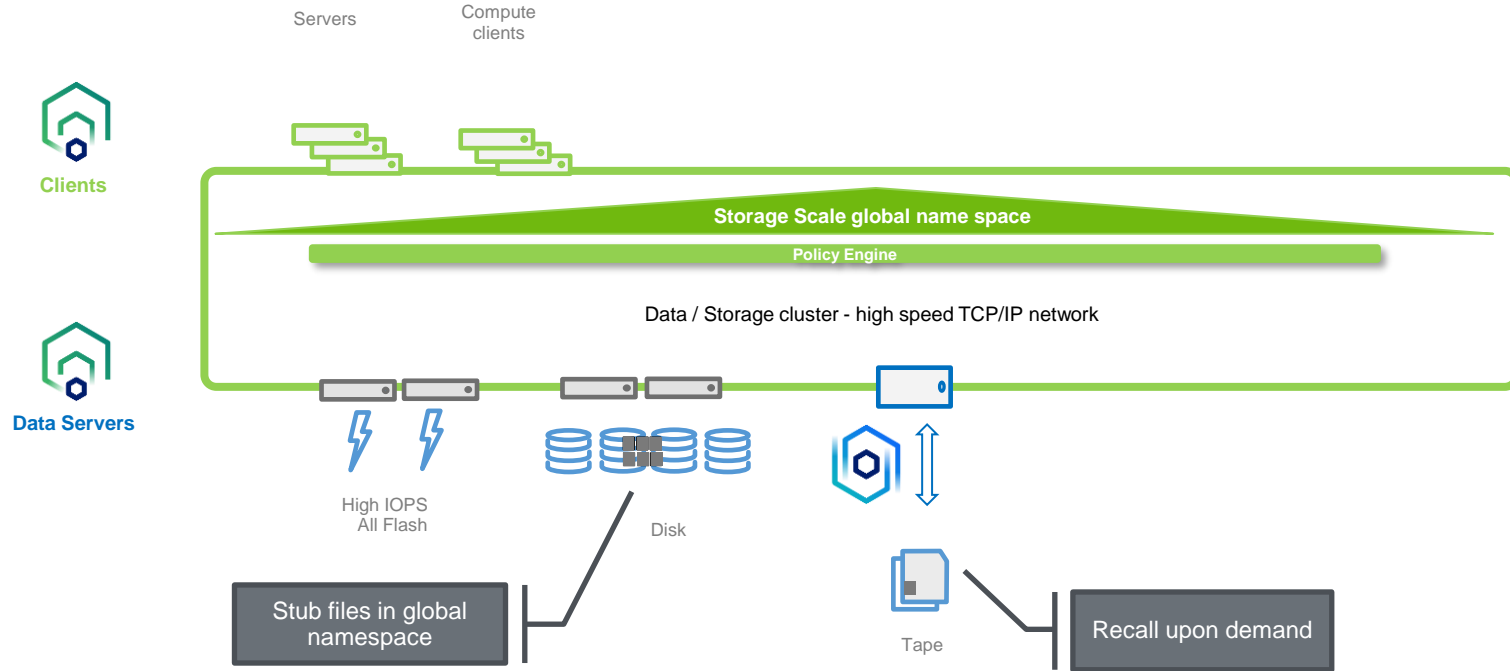 Servers
Compute
clients
Clients
Storage Scale global name space
Policy Engine
Data / Storage cluster - high speed TCP/IP network
Data Servers
High IOPS
All Flash
Disk
Stub files in global
namespace
Tape
Recall upon demand